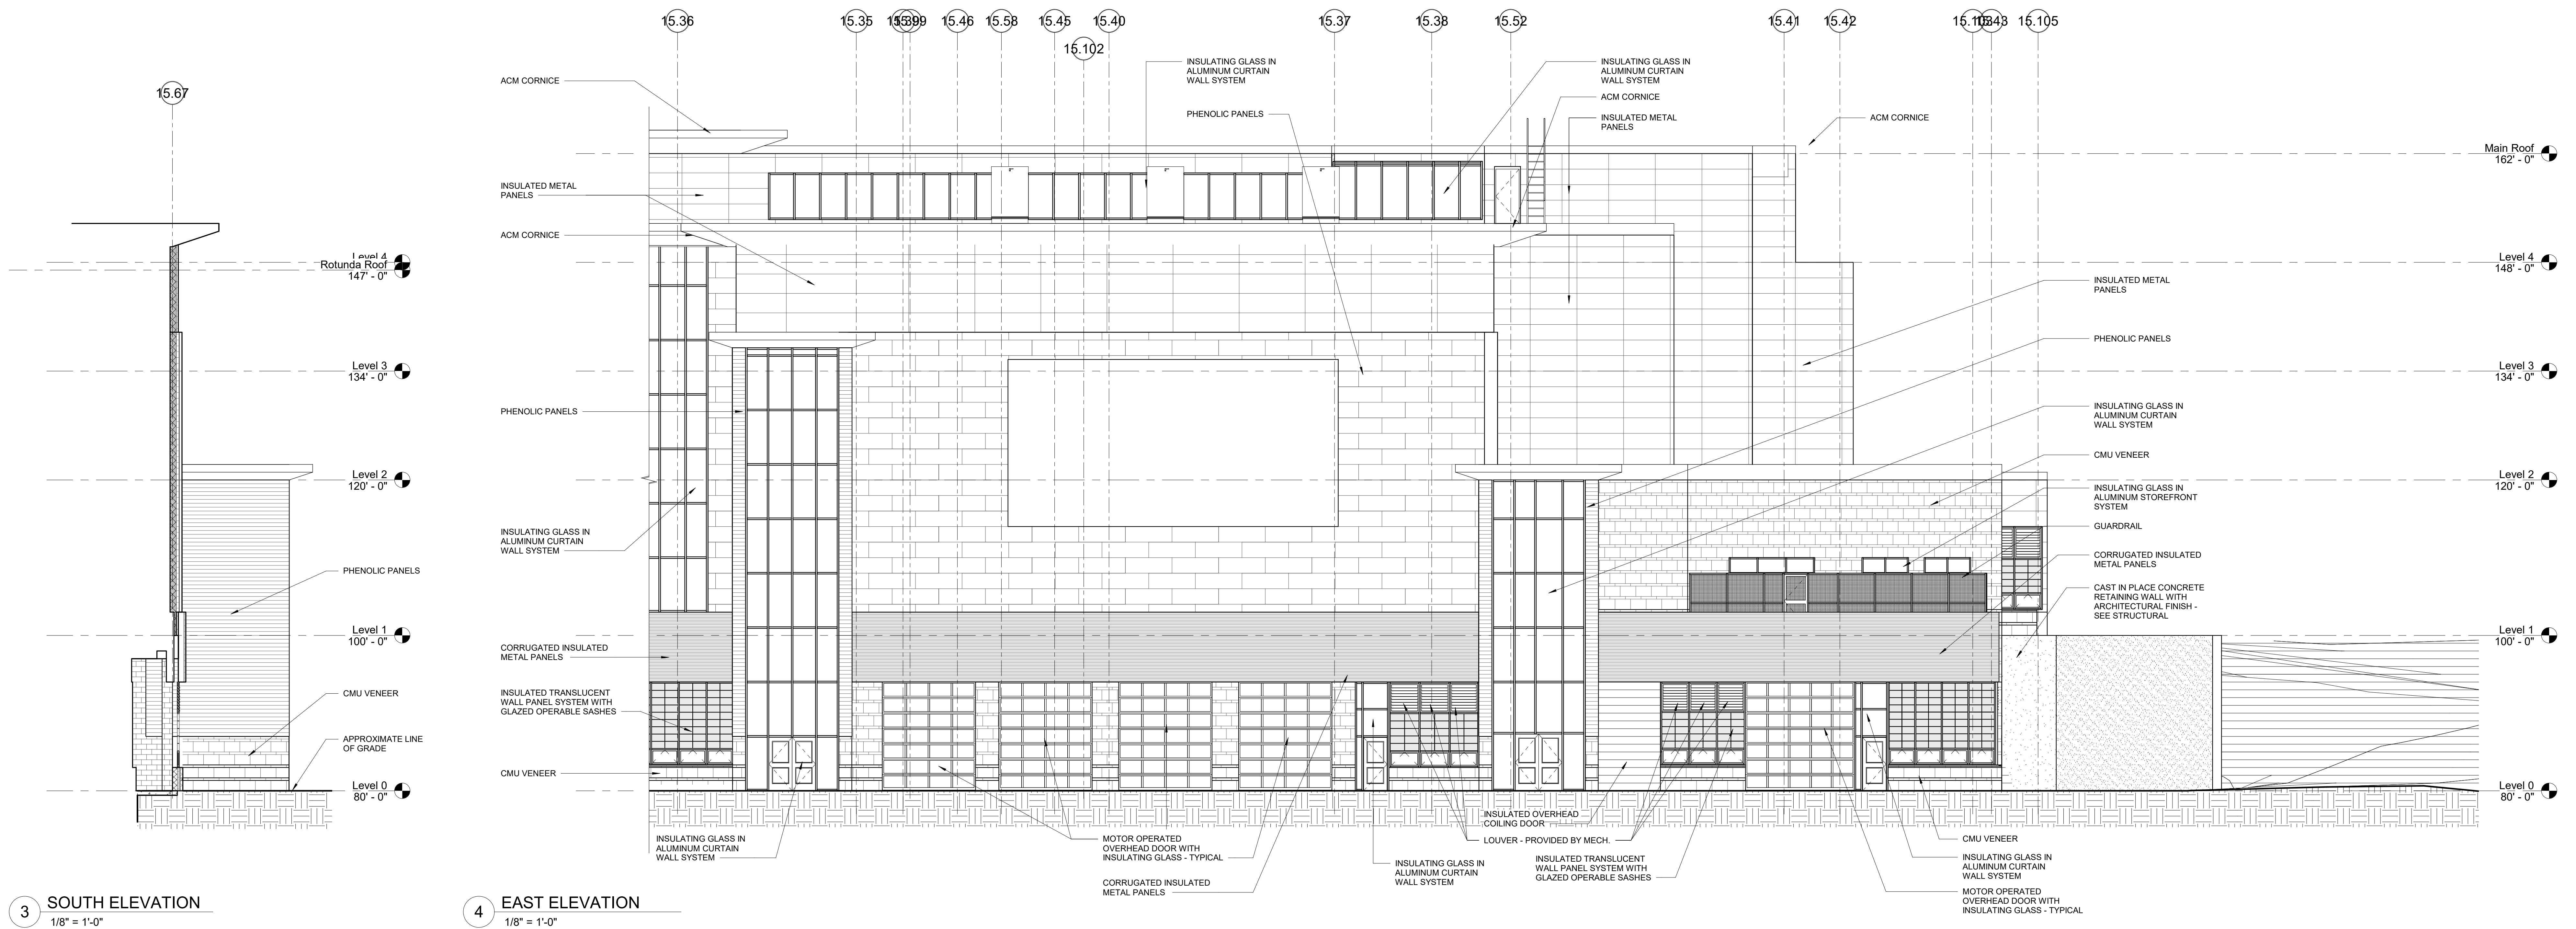 15.67
Level 4
Rotunda Roof
147' - 0"
Level 3
134' - 0"
Level 2
120' - 0"
PHENOLIC PANELS
Level 1
100' - 0"
CMU VENEER
APPROXIMATE LINE
OF GRADE
Level 0
80' - 0"
3
SOUTH ELEVATION
1/8" = 1'-0"
15.36
15.35
15.46
15.58
15.45
15.102
15.40
15.37
15.38
15.52
15.41
15.42
15.43
15.105
ACM CORNICE
INSULATED METAL
PANELS
ACM CORNICE
PHENOLIC PANELS
INSULATING GLASS IN
ALUMINUM CURTAIN
WALL SYSTEM
CORRUGATED INSULATED
METAL PANELS
INSULATED TRANSLUCENT
WALL PANEL SYSTEM WITH
GLAZED OPERABLE SASHES
CMU VENEER
INSULATING GLASS IN
ALUMINUM CURTAIN
WALL SYSTEM
PHENOLIC PANELS
INSULATING GLASS IN
ALUMINUM CURTAIN
WALL SYSTEM
ACM CORNICE
INSULATED METAL
PANELS
ACM CORNICE
Main Roof
162' - 0"
Level 4
148' - 0"
INSULATED METAL
PANELS
PHENOLIC PANELS
Level 3
134' - 0"
INSULATING GLASS IN
ALUMINUM CURTAIN
WALL SYSTEM
CMU VENEER
Level 2
120' - 0"
INSULATING GLASS IN
ALUMINUM STOREFRONT
SYSTEM
GUARDRAIL
CORRUGATED INSULATED
METAL PANELS
CAST IN PLACE CONCRETE
RETAINING WALL WITH
ARCHITECTURAL FINISH -
SEE STRUCTURAL
Level 1
100' - 0"
Level 0
80' - 0"
INSULATING GLASS IN
ALUMINUM CURTAIN
WALL SYSTEM
MOTOR OPERATED
OVERHEAD DOOR WITH
INSULATING GLASS - TYPICAL
CORRUGATED INSULATED
METAL PANELS
INSULATING GLASS IN
ALUMINUM CURTAIN
WALL SYSTEM
INSULATED OVERHEAD
COILING DOOR
LOUVER - PROVIDED BY MECH.
INSULATED TRANSLUCENT
WALL PANEL SYSTEM WITH
GLAZED OPERABLE SASHES
CMU VENEER
INSULATING GLASS IN
ALUMINUM CURTAIN
WALL SYSTEM
MOTOR OPERATED
OVERHEAD DOOR WITH
INSULATING GLASS - TYPICAL
4
EAST ELEVATION
1/8" = 1'-0"